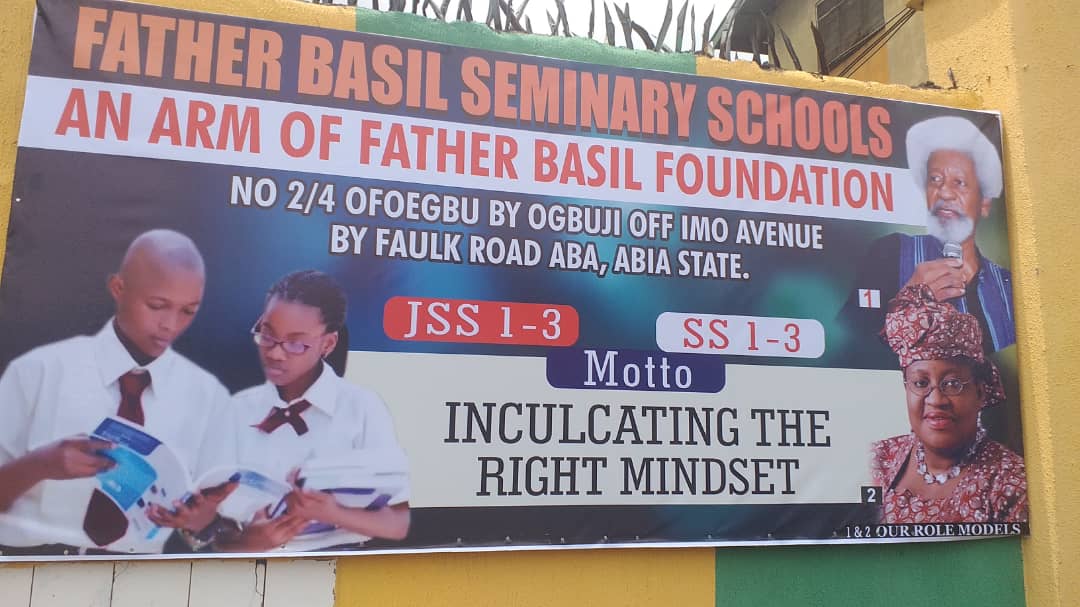 FATHER BASIL SEMINARY SCHOOLS
AN ARM OF FATHER BASIL FOUNDATION
NO 2/4 OFOEGBU BY OGBUJI OFF IMO AVENUE
BY FAULK ROAD ABA, ABIA STATE.
1
JSS 1-3
SS 1-3
Motto
INCULCATING THE
RIGHT MINDSET
2
1 & 2 OUR ROLE MODELS